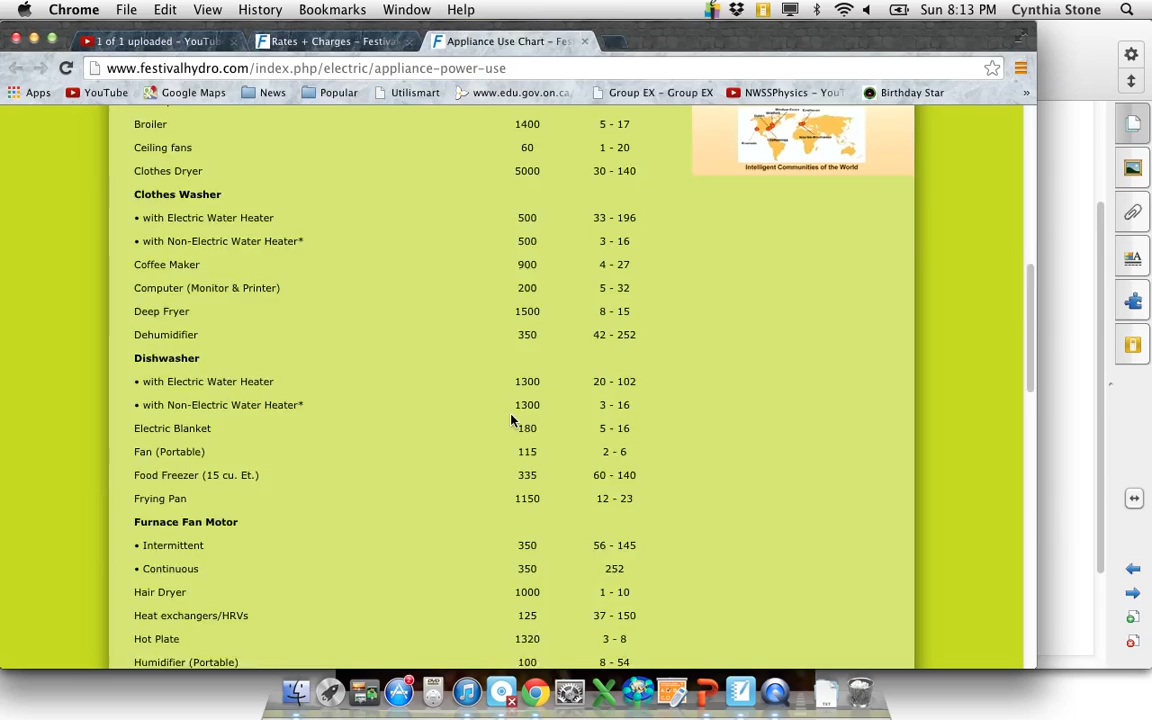 Chrome File Edit View History Bookmarks Window Help Sun 8:13 PM Cynthia Stone
1 of 1 uploaded - YouTub Rates + Charges - Festiva Appliance Use Chart - Fes
www.festivalhydro.com/index.php/electric/appliance-power-use
Apps YouTube Google Maps News Popular Utilismart www.edu.gov.on.ca Group EX - Group EX NWSSPhysics - YouT Birthday Star »
Intelligent Communities of the World
Broiler 1400 5 - 17
Ceiling fans 60 1 - 20
Clothes Dryer 5000 30 - 140
Clothes Washer
• with Electric Water Heater 500 33 - 196
• with Non-Electric Water Heater* 500 3 - 16
Coffee Maker 900 4 - 27
Computer (Monitor & Printer) 200 5 - 32
Deep Fryer 1500 8 - 15
Dehumidifier 350 42 - 252
Dishwasher
• with Electric Water Heater 1300 20 - 102
• with Non-Electric Water Heater* 1300 3 - 16
Electric Blanket 180 5 - 16
Fan (Portable) 115 2 - 6
Food Freezer (15 cu. Et.) 335 60 - 140
Frying Pan 1150 12 - 23
Furnace Fan Motor
• Intermittent 350 56 - 145
• Continuous 350 252
Hair Dryer 1000 1 - 10
Heat exchangers/HRVs 125 37 - 150
Hot Plate 1320 3 - 8
Humidifier (Portable) 100 8 - 54